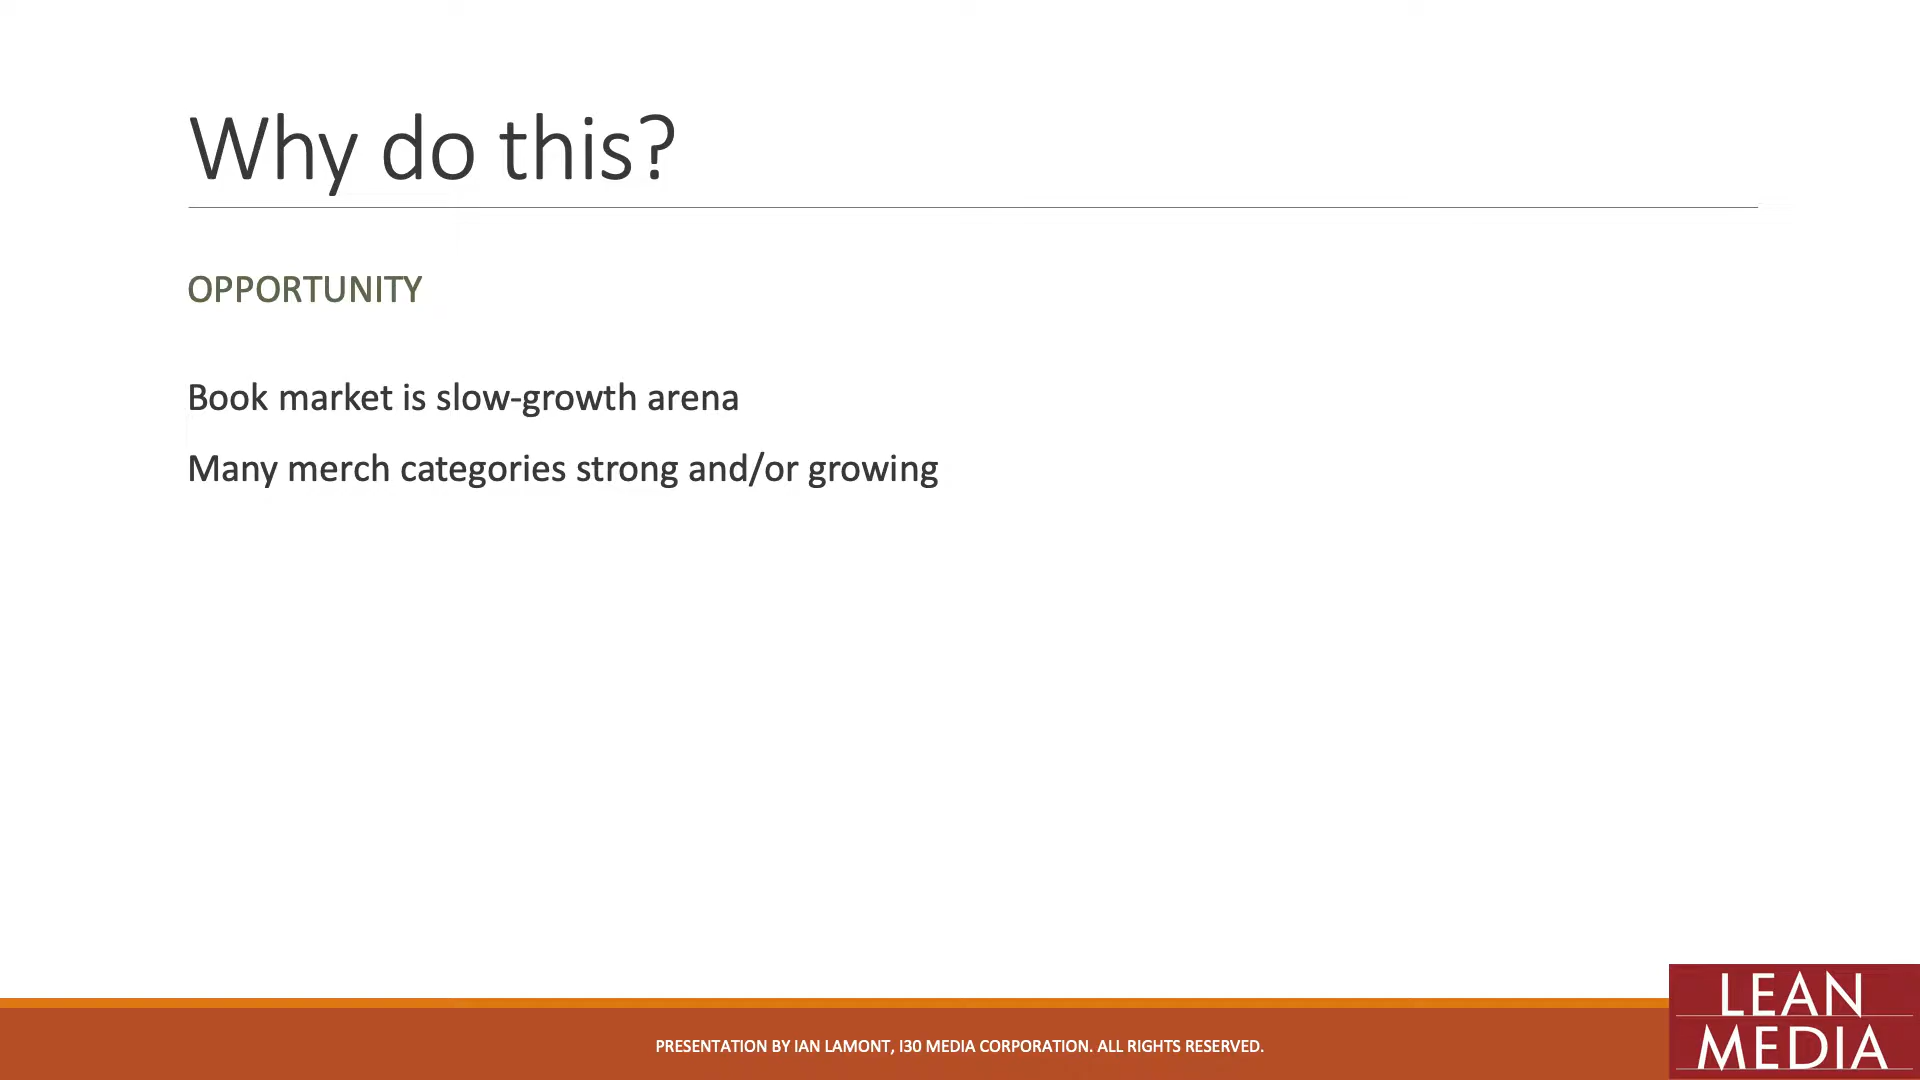 Why do this?
OPPORTUNITY
Book market is slow-growth arena
Many merch categories strong and/or growing
PRESENTATION BY IAN LAMONT, I30 MEDIA CORPORATION. ALL RIGHTS RESERVED.
LEAN
MEDIA